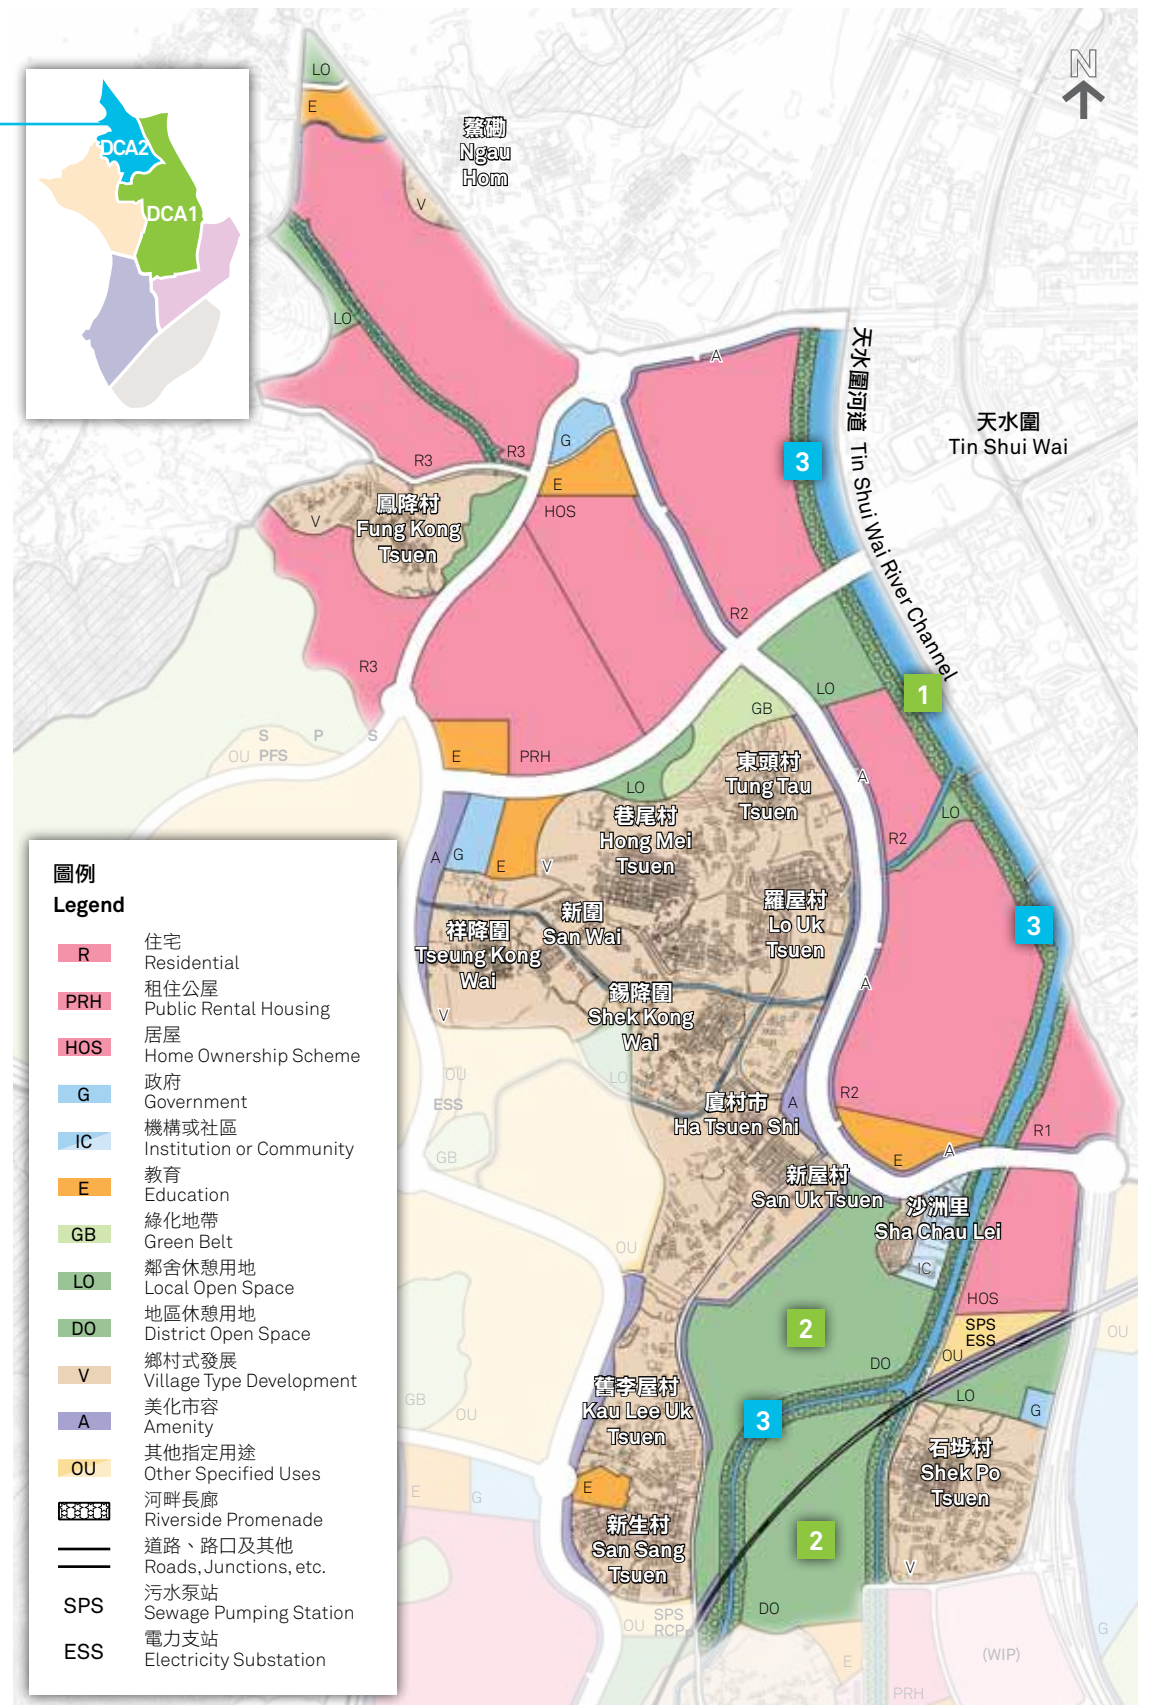 N
DCA2
DCA1
LO
E
鰲磡
Ngau
Hom
V
LO
A
天水圍河道 Tin Shui Wai River Channel
天水圍
Tin Shui Wai
3
G
R3
R3
E
HOS
鳳降村
Fung Kong
Tsuen
V
R2
R3
LO
1
GB
S P S
OU PFS
E
PRH
東頭村
Tung Tau
Tsuen
A
LO
巷尾村
Hong Mei
Tsuen
LO
R2
A
G
E
V
羅屋村
Lo Uk
Tsuen
新圍
San Wai
祥降圍
Tseung Kong
Wai
3
錫降圍
Shek Kong
Wai
A
V
OU
ESS
LO
廈村市
Ha Tsuen Shi
A
R2
R1
GB
E
A
新屋村
San Uk Tsuen
沙洲里
Sha Chau Lei
OU
IC
HOS
2
SPS
ESS
OU
OU
DO
舊李屋村
Kau Lee Uk
Tsuen
GB
OU
3
LO
G
石埗村
Shek Po
Tsuen
E
G
E
新生村
San Sang
Tsuen
2
V
DO
SPS
OU
RCP
G
E
(WIP)
PRH
圖例
Legend
R
住宅
Residential
PRH
租住公屋
Public Rental Housing
HOS
居屋
Home Ownership Scheme
G
政府
Government
IC
機構或社區
Institution or Community
E
教育
Education
GB
綠化地帶
Green Belt
LO
鄰舍休憩用地
Local Open Space
DO
地區休憩用地
District Open Space
V
鄉村式發展
Village Type Development
A
美化市容
Amenity
OU
其他指定用途
Other Specified Uses
河畔長廊
Riverside Promenade
道路、路口及其他
Roads, Junctions, etc.
SPS
污水泵站
Sewage Pumping Station
ESS
電力支站
Electricity Substation